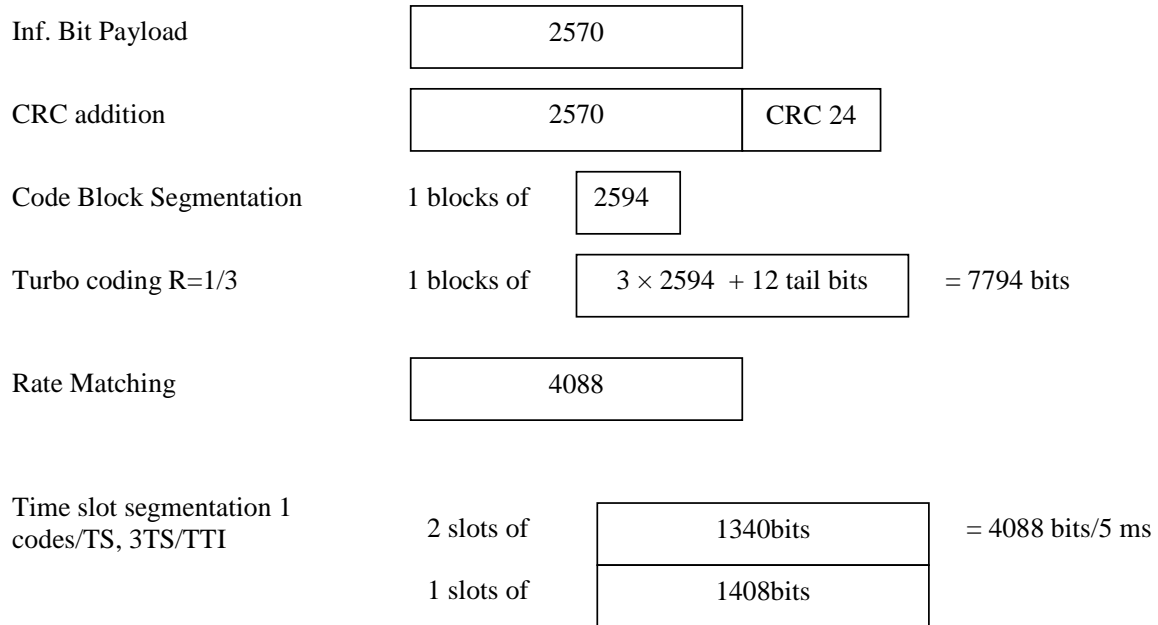 Inf. Bit Payload 2570
CRC addition 2570 CRC 24
Code Block Segmentation 1 blocks of 2594
Turbo coding R=1/3 1 blocks of 3 × 2594 + 12 tail bits = 7794 bits
Rate Matching 4088
Time slot segmentation 1
codes/TS, 3TS/TTI 2 slots of 1340bits = 4088 bits/5 ms
1 slots of 1408bits